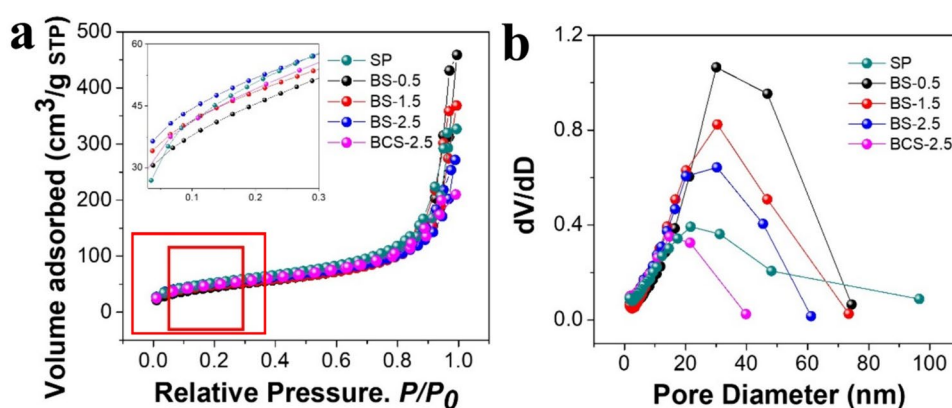 a
Volume adsorbed (cm³/g STP)
500
400
300
200
100
0
0.0 0.2 0.4 0.6 0.8 1.0
Relative Pressure. P/P0
60
45
30
0.1 0.2 0.3
SP
BS-0.5
BS-1.5
BS-2.5
BCS-2.5
b
dV/dD
1.2
0.8
0.4
0.0
0 20 40 60 80 100
Pore Diameter (nm)
SP
BS-0.5
BS-1.5
BS-2.5
BCS-2.5